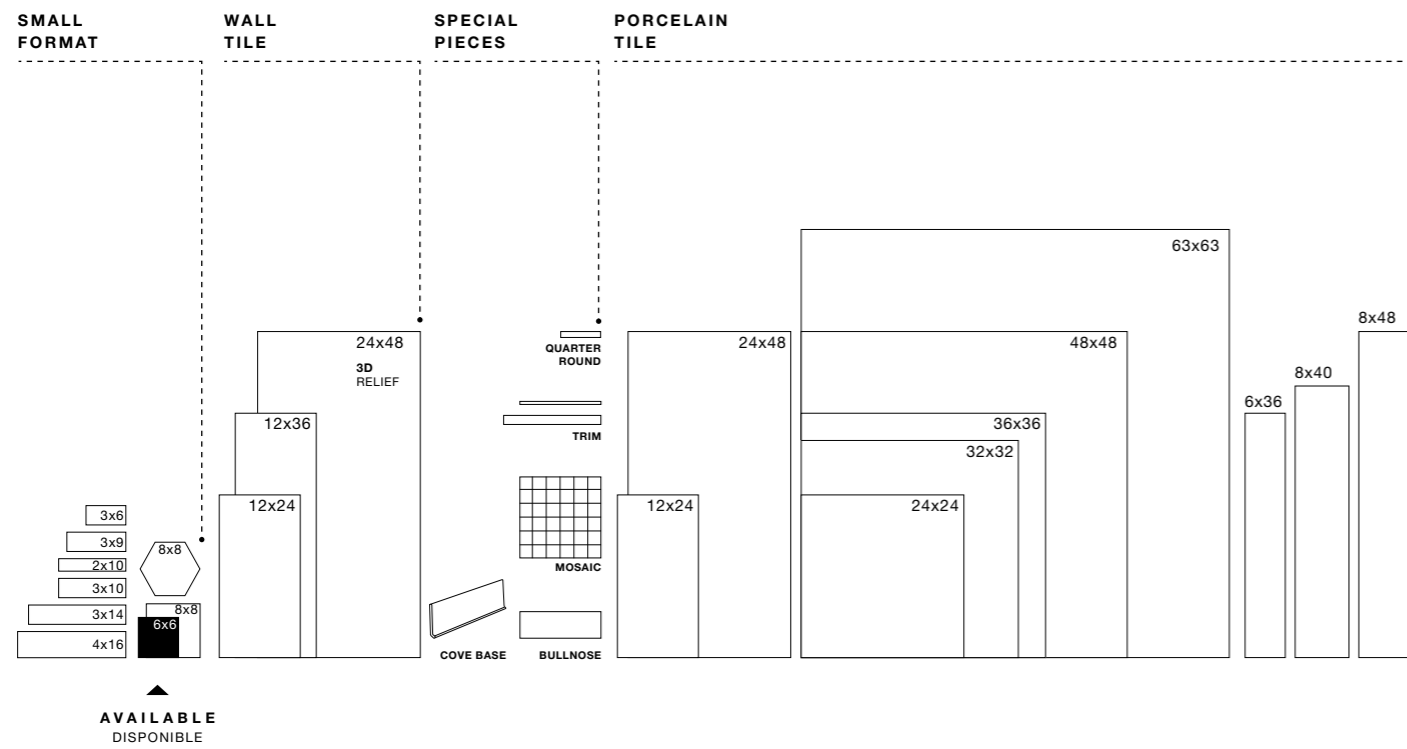 SMALL
FORMAT
WALL
TILE
SPECIAL
PIECES
PORCELAIN
TILE
3x6
3x9
2x10
3x10
3x14
4x16
8x8
8x8
6x6
24x48
3D
RELIEF
12x36
12x24
QUARTER
ROUND
TRIM
MOSAIC
COVE BASE
BULLNOSE
24x48
12x24
63x63
48x48
36x36
32x32
24x24
6x36
8x40
8x48
AVAILABLE
DISPONIBLE